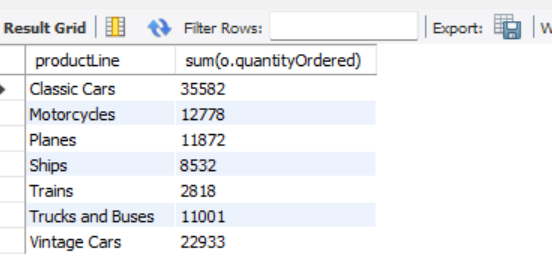 Result Grid Filter Rows: Export: W
productLine sum(o.quantityOrdered)
Classic Cars 35582
Motorcycles 12778
Planes 11872
Ships 8532
Trains 2818
Trucks and Buses 11001
Vintage Cars 22933